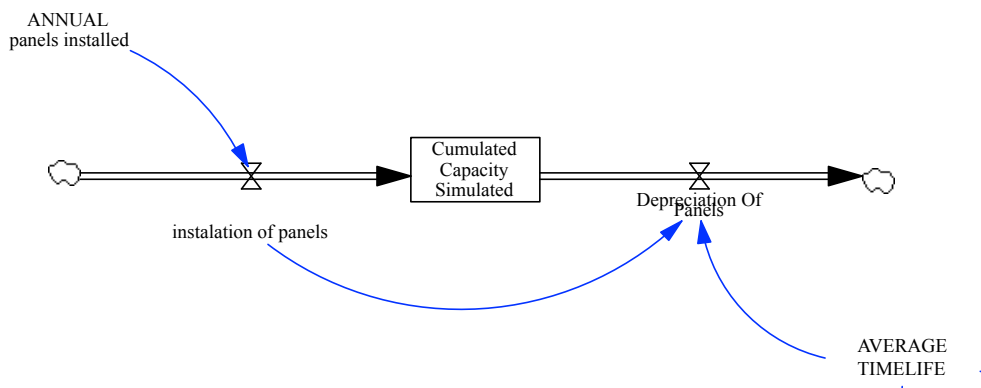 ANNUAL
panels installed
Cumulated
Capacity
Simulated
Depreciation Of
Panels
instalation of panels
AVERAGE
TIMELIFE